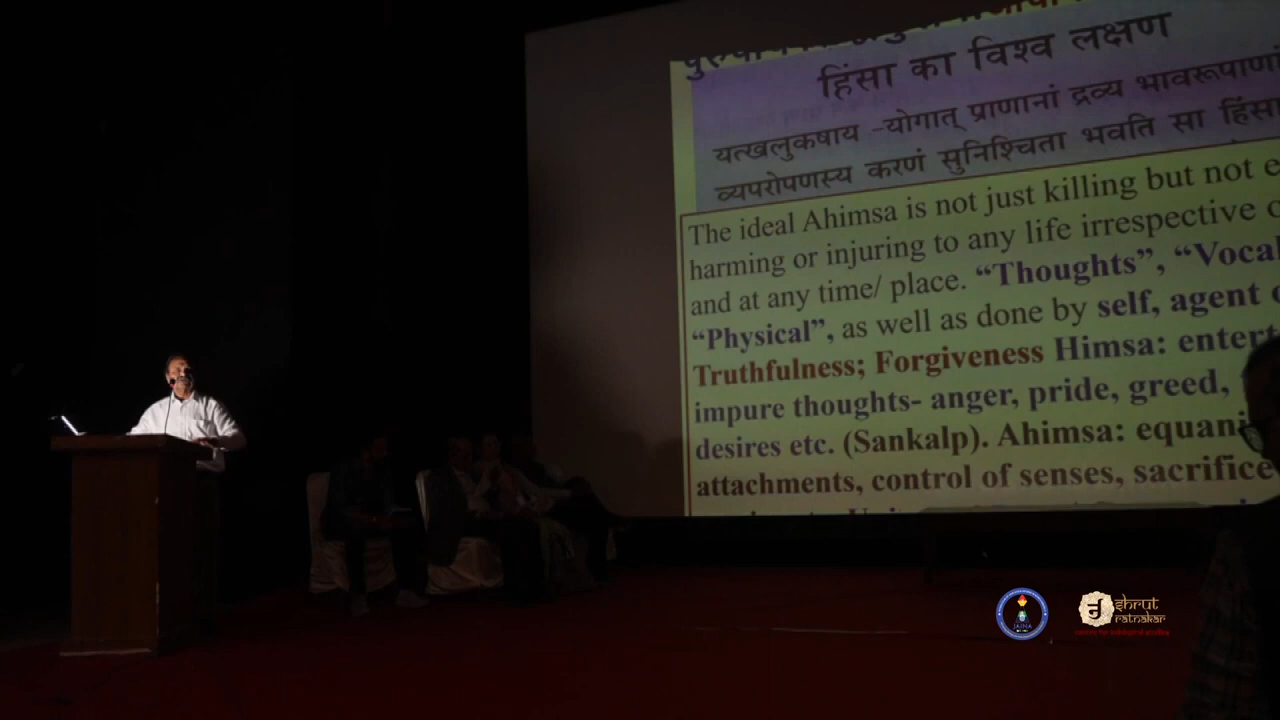 हिंसा का विश्व लक्षण
यत्खलुकषाय -योगात् प्राणानां द्रव्य भावरूपाणां
व्यपरोपणस्य करणं सुनिश्चिता भवति सा हिंसा
The ideal Ahimsa is not just killing but not e
harming or injuring to any life irrespective
and at any time/ place. “Thoughts”, “Vocal
“Physical”, as well as done by self, agent
Truthfulness; Forgiveness Himsa: entert
impure thoughts- anger, pride, greed,
desires etc. (Sankalp). Ahimsa: equani
attachments, control of senses, sacrifice
JAINA
shrut
ratnakar